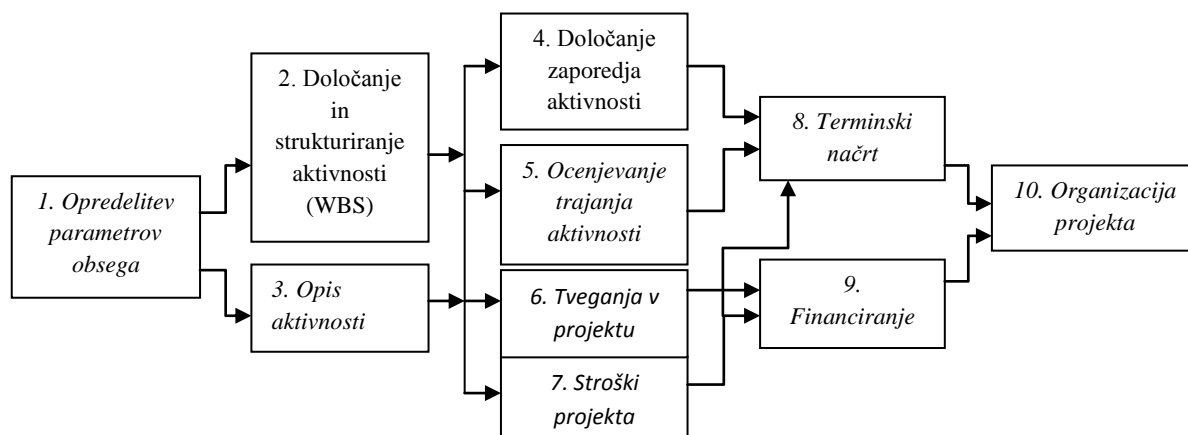 1. Opredelitev
parametrov
obsega
2. Določanje
in
strukturiranje
aktivnosti
(WBS)
3. Opis
aktivnosti
4. Določanje
zaporedja
aktivnosti
5. Ocenjevanje
trajanja
aktivnosti
6. Tveganja v
projektu
7. Stroški
projekta
8. Terminski
načrt
9.
Financiranje
10. Organizacija
projekta